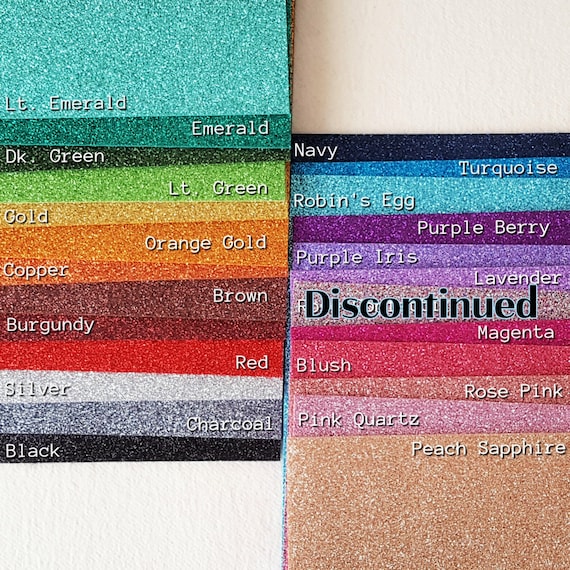 Lt. Emerald
Emerald
Dk. Green
Lt. Green
Gold
Orange Gold
Copper
Brown
Burgundy
Red
Silver
Charcoal
Black
Navy
Turquoise
Robin's Egg
Purple Berry
Purple Iris
Lavender
Discontinued
Magenta
Blush
Rose Pink
Pink Quartz
Peach Sapphire